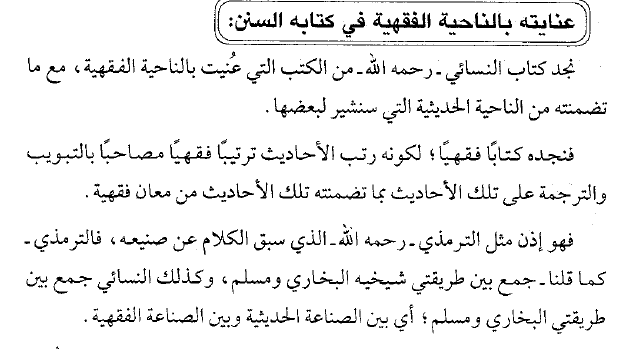 عنايته بالناحية الفقهية في كتابه السنن:
نجد كتاب النسائي ـ رحمه الله ـ من الكتب التي عُنيت بالناحية الفقهية، مع ما
تضمنته من الناحية الحديثية التي سنشير لبعضها.
فنجده كتابًا فقهيًا؛ لكونه رتب الأحاديث ترتيبًا فقهيًا مصاحبًا بالتبويب
والترجمة على تلك الأحاديث بما تضمنته تلك الأحاديث من معان فقهية.
فهو إذن مثل الترمذي ـ رحمه الله ـ الذي سبق الكلام عن صنيعه، فالترمذي ـ
كما قلنا ـ جمع بين طريقتي شيخيه البخاري ومسلم، وكذلك النسائي جمع بين
طريقتي البخاري ومسلم؛ أي بين الصناعة الحديثية وبين الصناعة الفقهية.